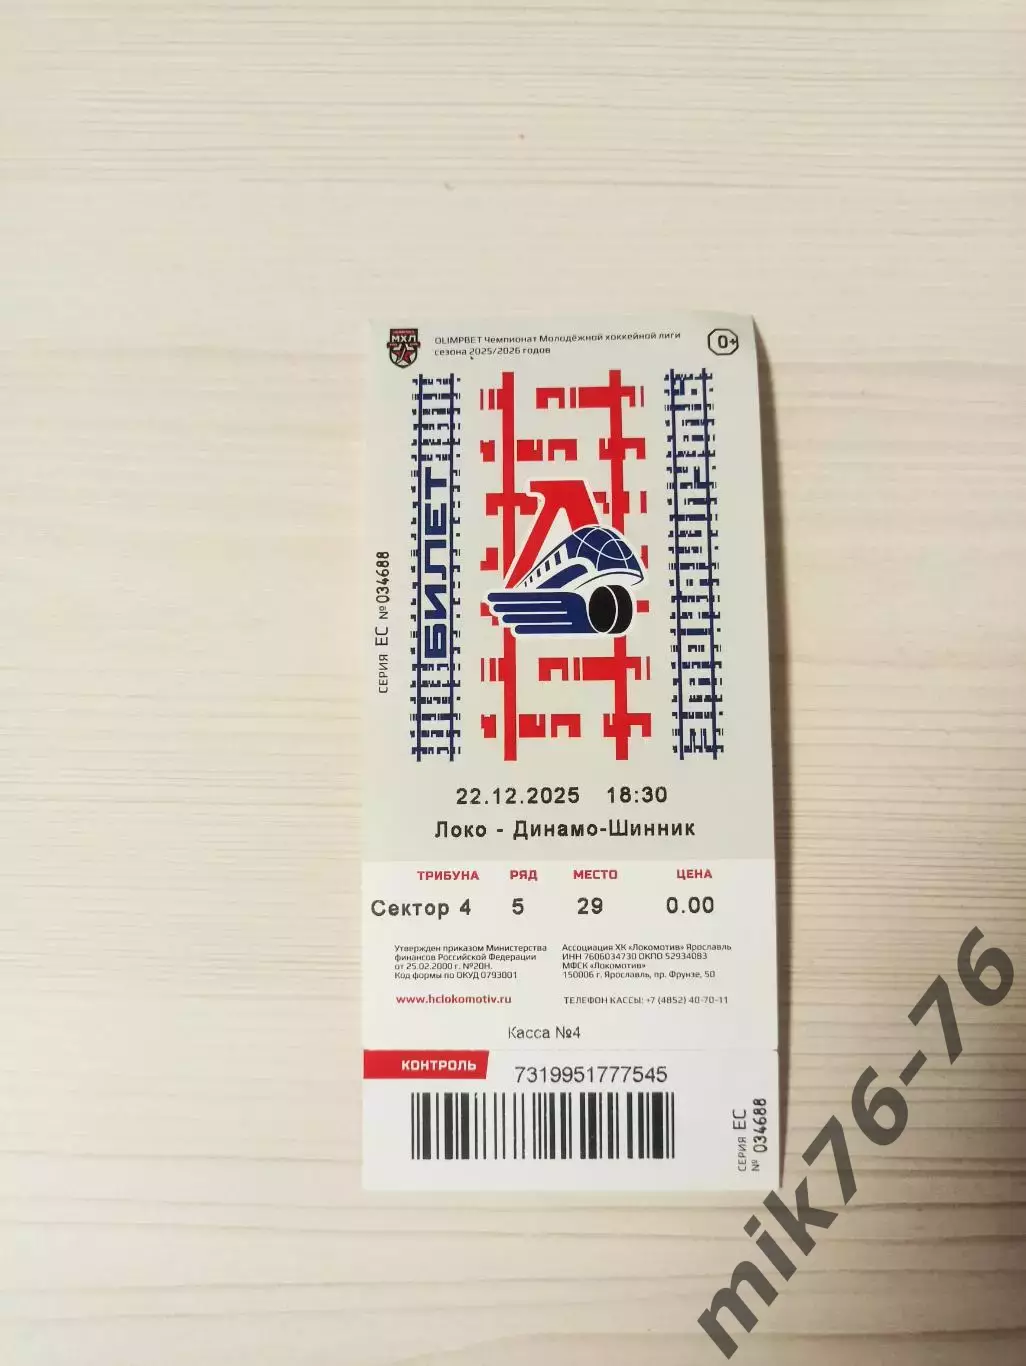 МХЛ
OLIMPBET Чемпионат Молодёжной хоккейной лиги
сезона 2025/2026 годов
0+
БИЛЕТ
СЕРИЯ ЕС № 034688
22.12.2025 18:30
Локо - Динамо-Шинник
ТРИБУНА РЯД МЕСТО ЦЕНА
Сектор 4 5 29 0.00
Утвержден приказом Министерства
финансов Российской Федерации
от 25.02.2000 г. №20Н.
Код формы по ОКУД 0793001
Ассоциация ХК «Локомотив» Ярославль
ИНН 7606034730 ОКПО 52934083
МФСК «Локомотив»
150006 г. Ярославль, пр. Фрунзе, 50
www.hclokomotiv.ru
ТЕЛЕФОН КАССЫ: +7 (4852) 40-70-11
Касса №4
КОНТРОЛЬ
7319951777545
СЕРИЯ ЕС
№ 034688
mik76-76